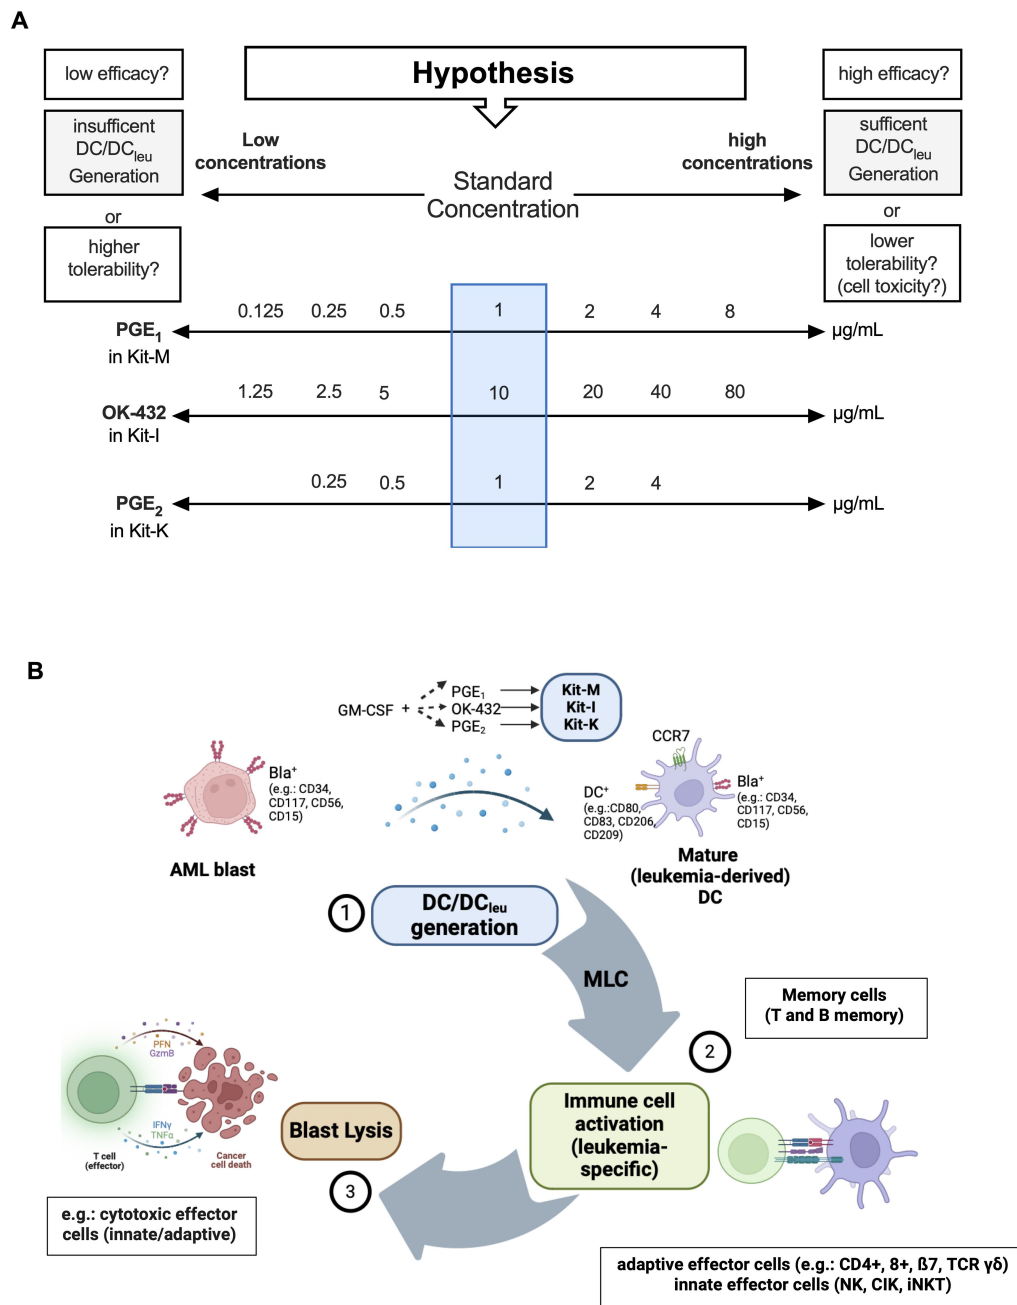 A
Hypothesis
low efficacy?
insufficent
DC/DCleu
Generation
or
higher
tolerability?
Low
concentrations
Standard
Concentration
high
concentrations
high efficacy?
sufficent
DC/DCleu
Generation
or
lower
tolerability?
(cell toxicity?)
PGE1
in Kit-M
0.125 0.25 0.5 1 2 4 8 µg/mL
OK-432
in Kit-I
1.25 2.5 5 10 20 40 80 µg/mL
PGE2
in Kit-K
0.25 0.5 1 2 4 µg/mL
B
GM-CSF +
PGE1
OK-432
PGE2
Kit-M
Kit-I
Kit-K
Bla+
(e.g.: CD34,
CD117, CD56,
CD15)
AML blast
CCR7
DC+
(e.g.:CD80,
CD83, CD206,
CD209)
Bla+
(e.g.: CD34,
CD117, CD56,
CD15)
Mature
(leukemia-derived)
DC
1
DC/DCleu
generation
MLC
Memory cells
(T and B memory)
2
Immune cell
activation
(leukemia-
specific)
adaptive effector cells (e.g.: CD4+, 8+, ß7, TCR γδ)
innate effector cells (NK, CIK, iNKT)
Blast Lysis
3
PFN
GzmB
IFNγ
TNFα
T cell
(effector)
Cancer
cell death
e.g.: cytotoxic effector
cells (innate/adaptive)